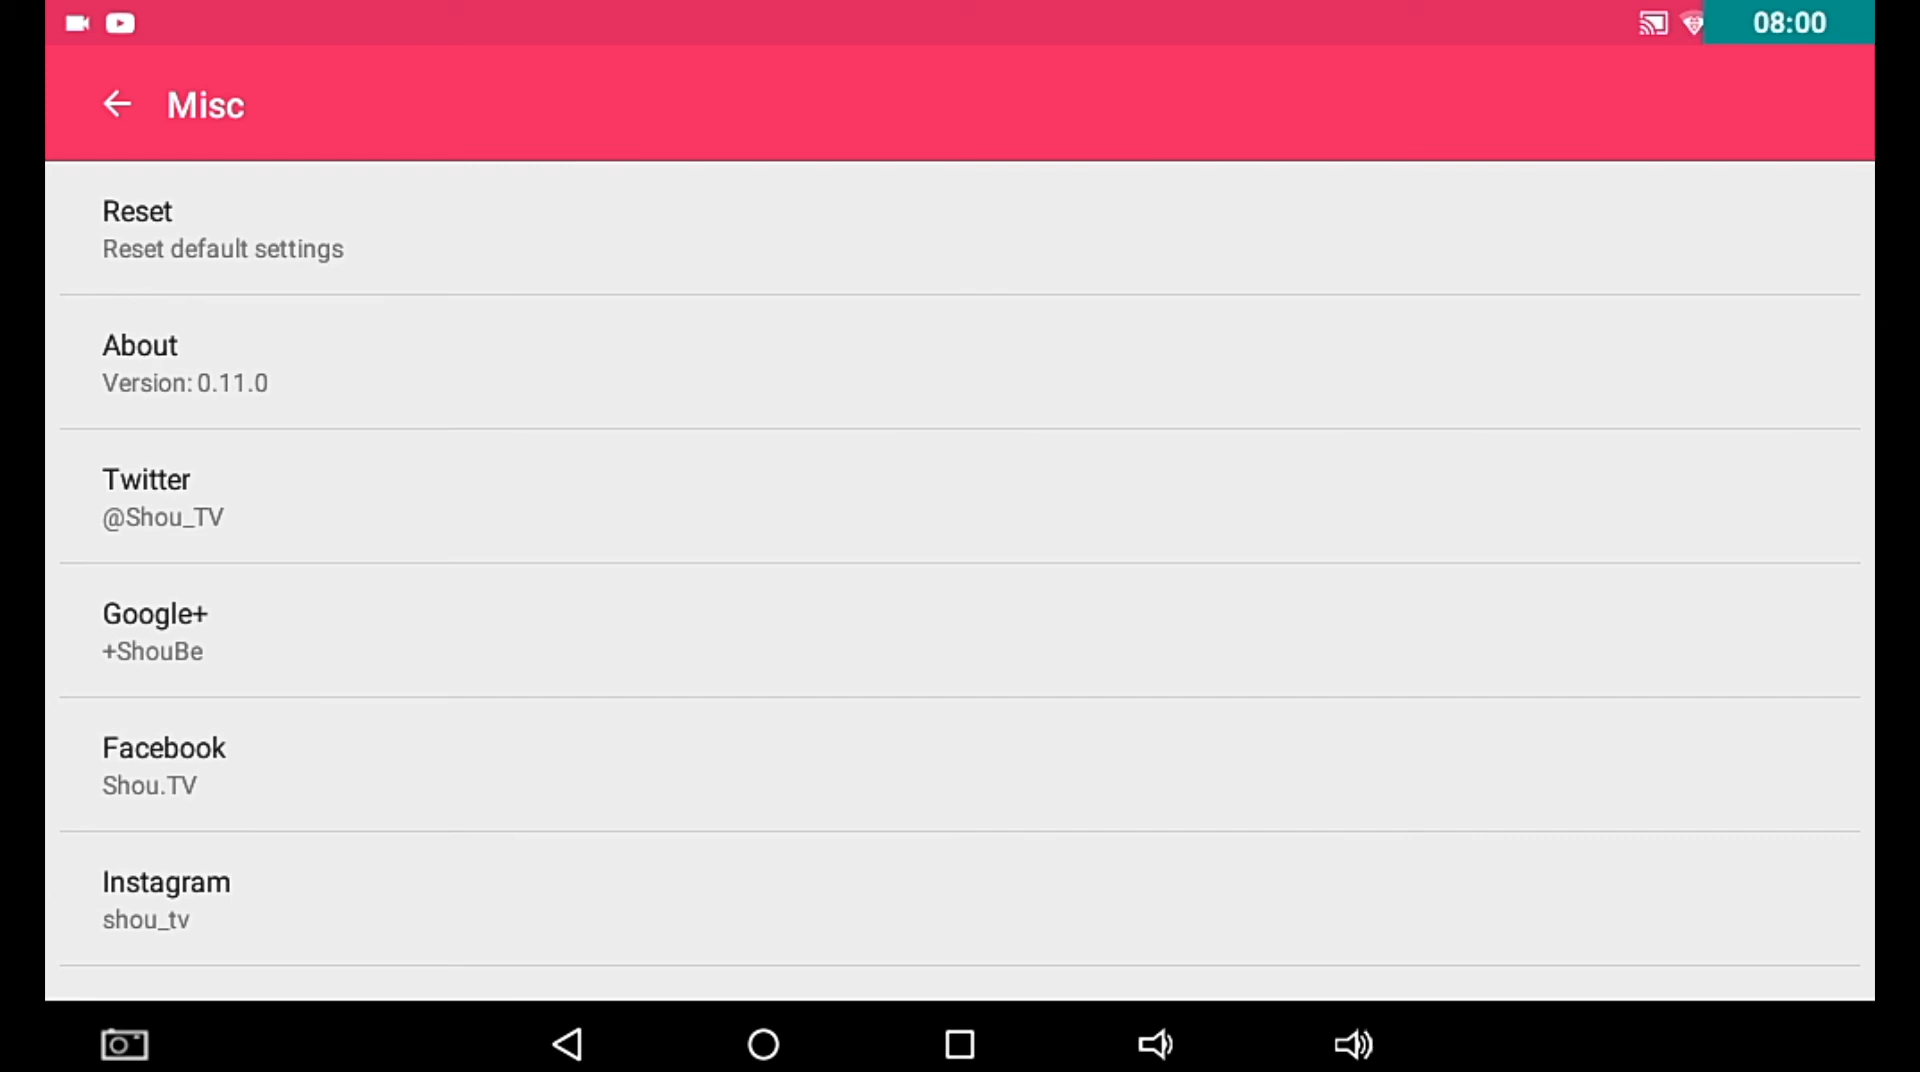 08:00
Misc
Reset
Reset default settings
About
Version: 0.11.0
Twitter
@Shou_TV
Google+
+ShouBe
Facebook
Shou.TV
Instagram
shou_tv